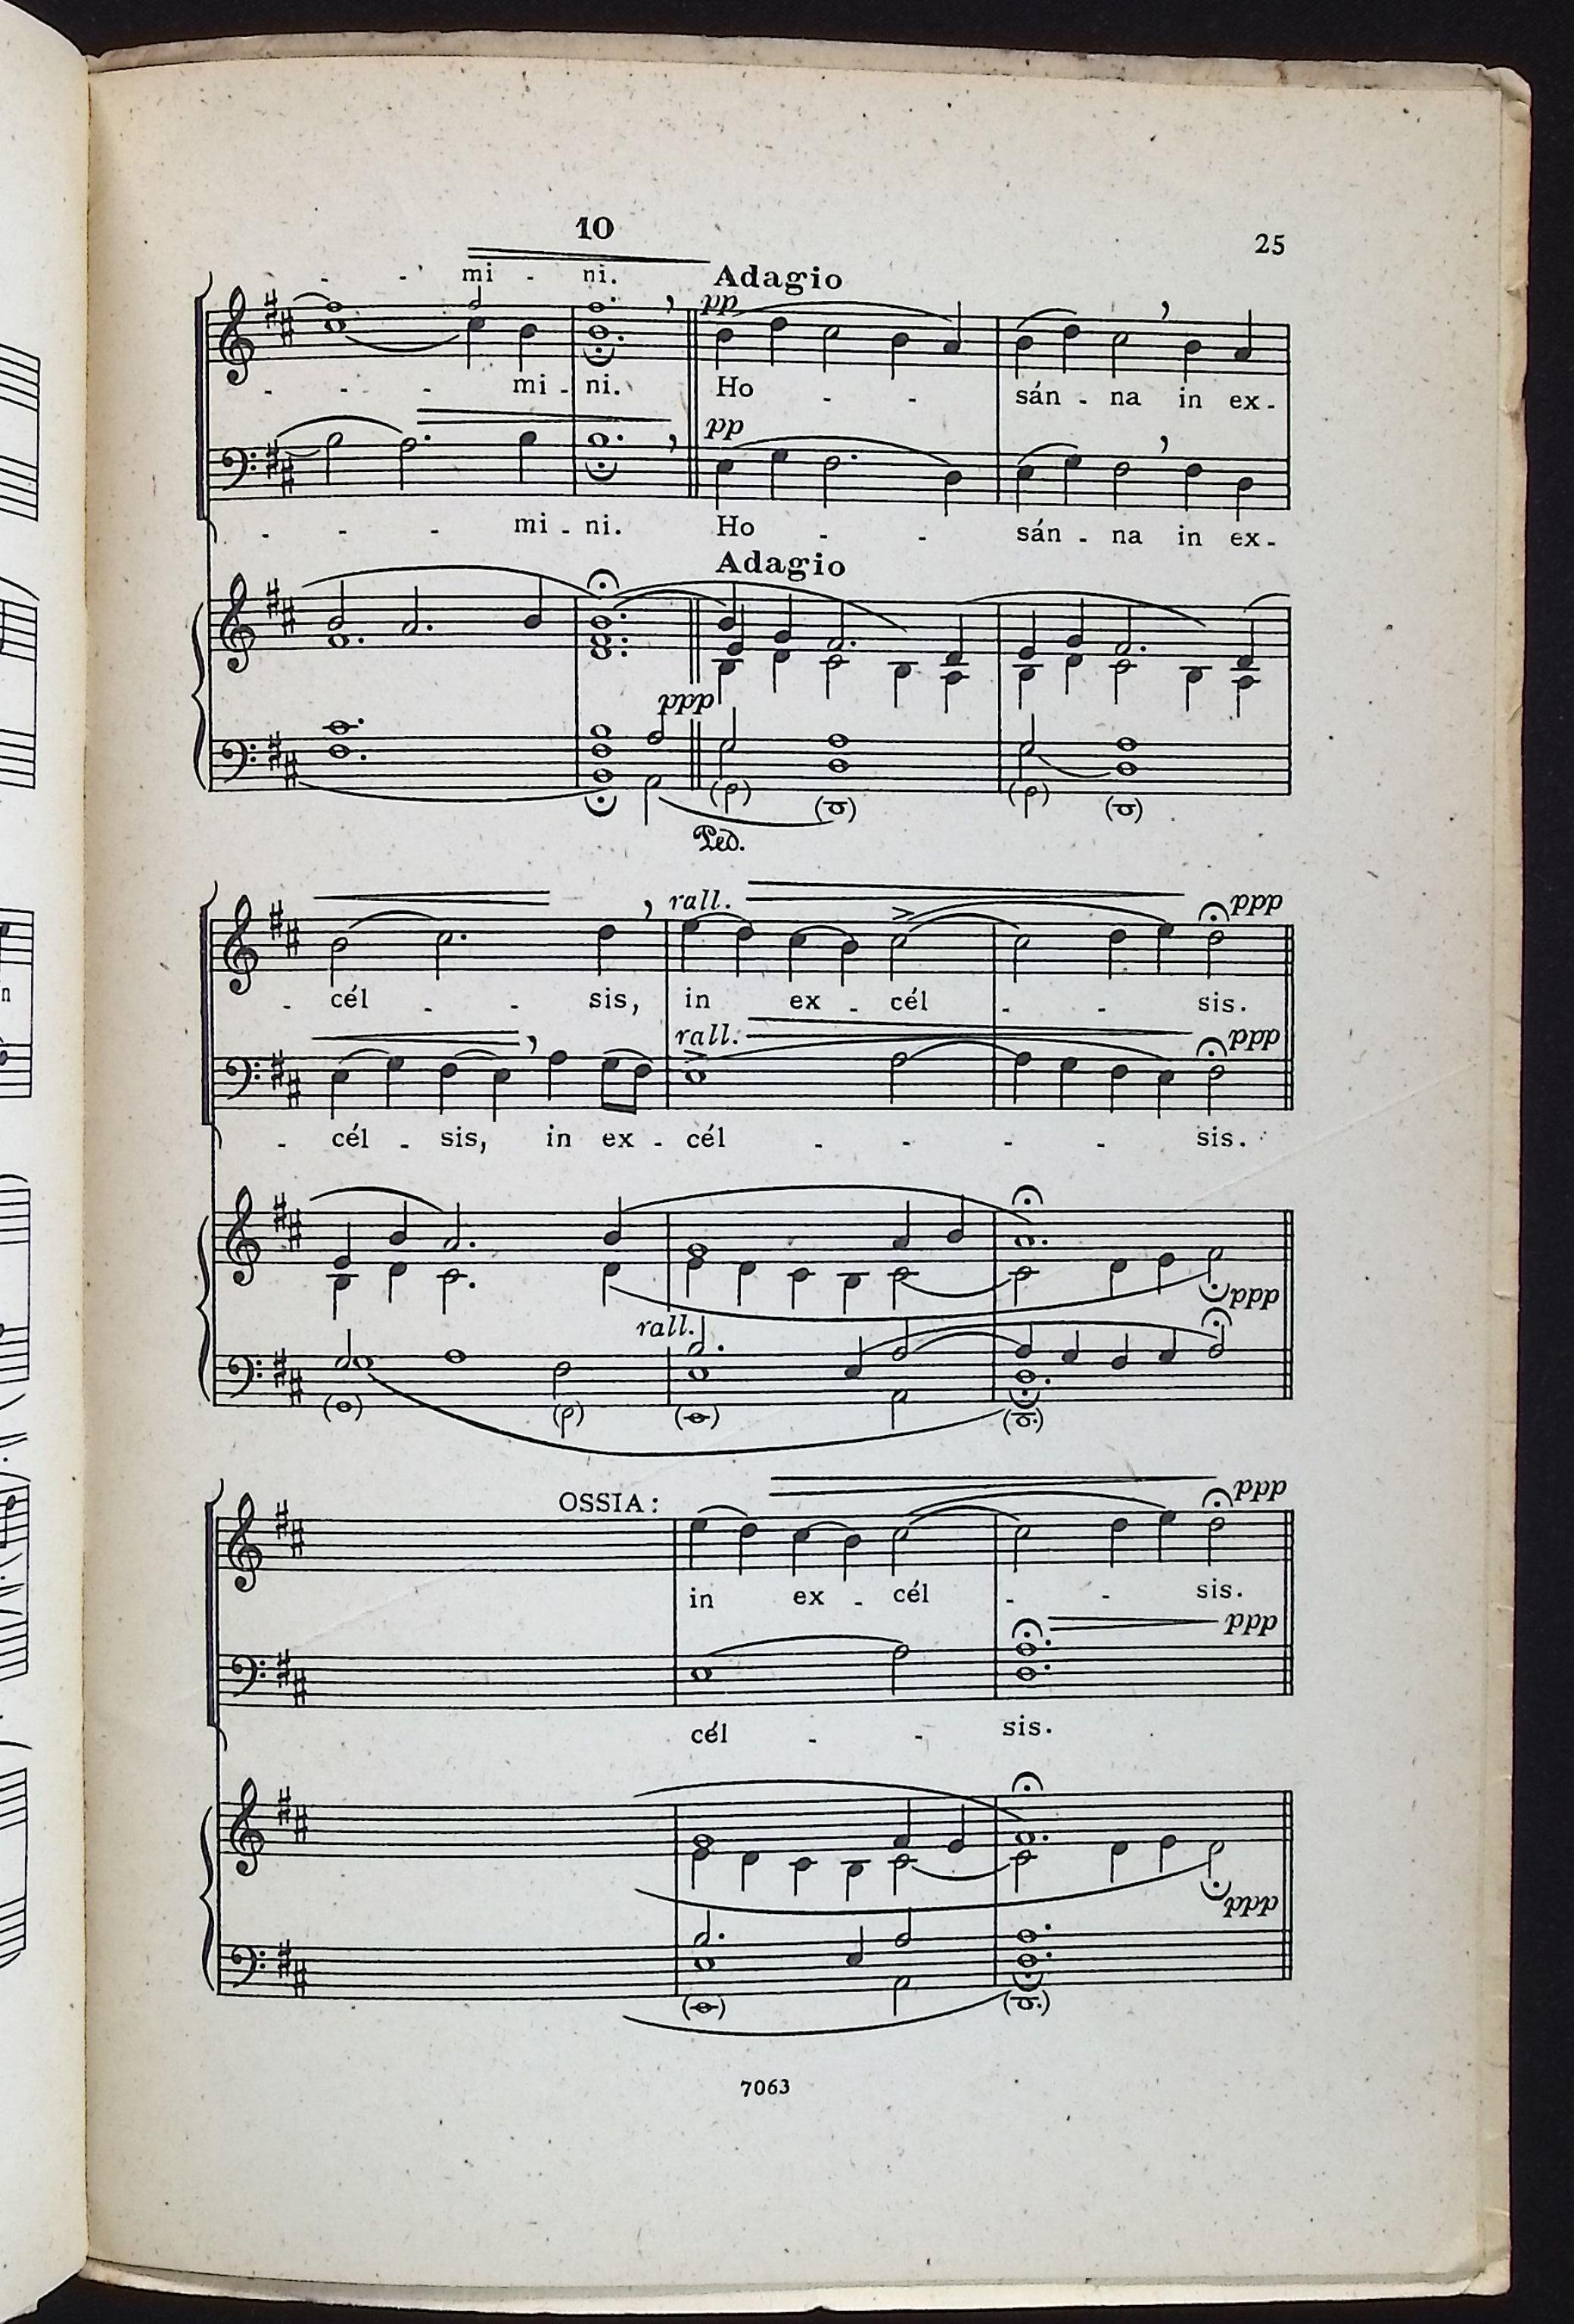 10
25
- - mi - ni. Adagio
pp
- - - mi - ni. Ho - - sán - na in ex -
pp
- - - mi - ni. Ho - - sán - na in ex -
Adagio
ppp
Ped.
rall. ppp
- cél - - sis, in ex - cél - - sis.
rall. ppp
- cél - sis, in ex - cél - - - - sis.
ppp
rall.
OSSIA: ppp
in ex - cél - - sis.
ppp
cél - - sis.
ppp
7063
n